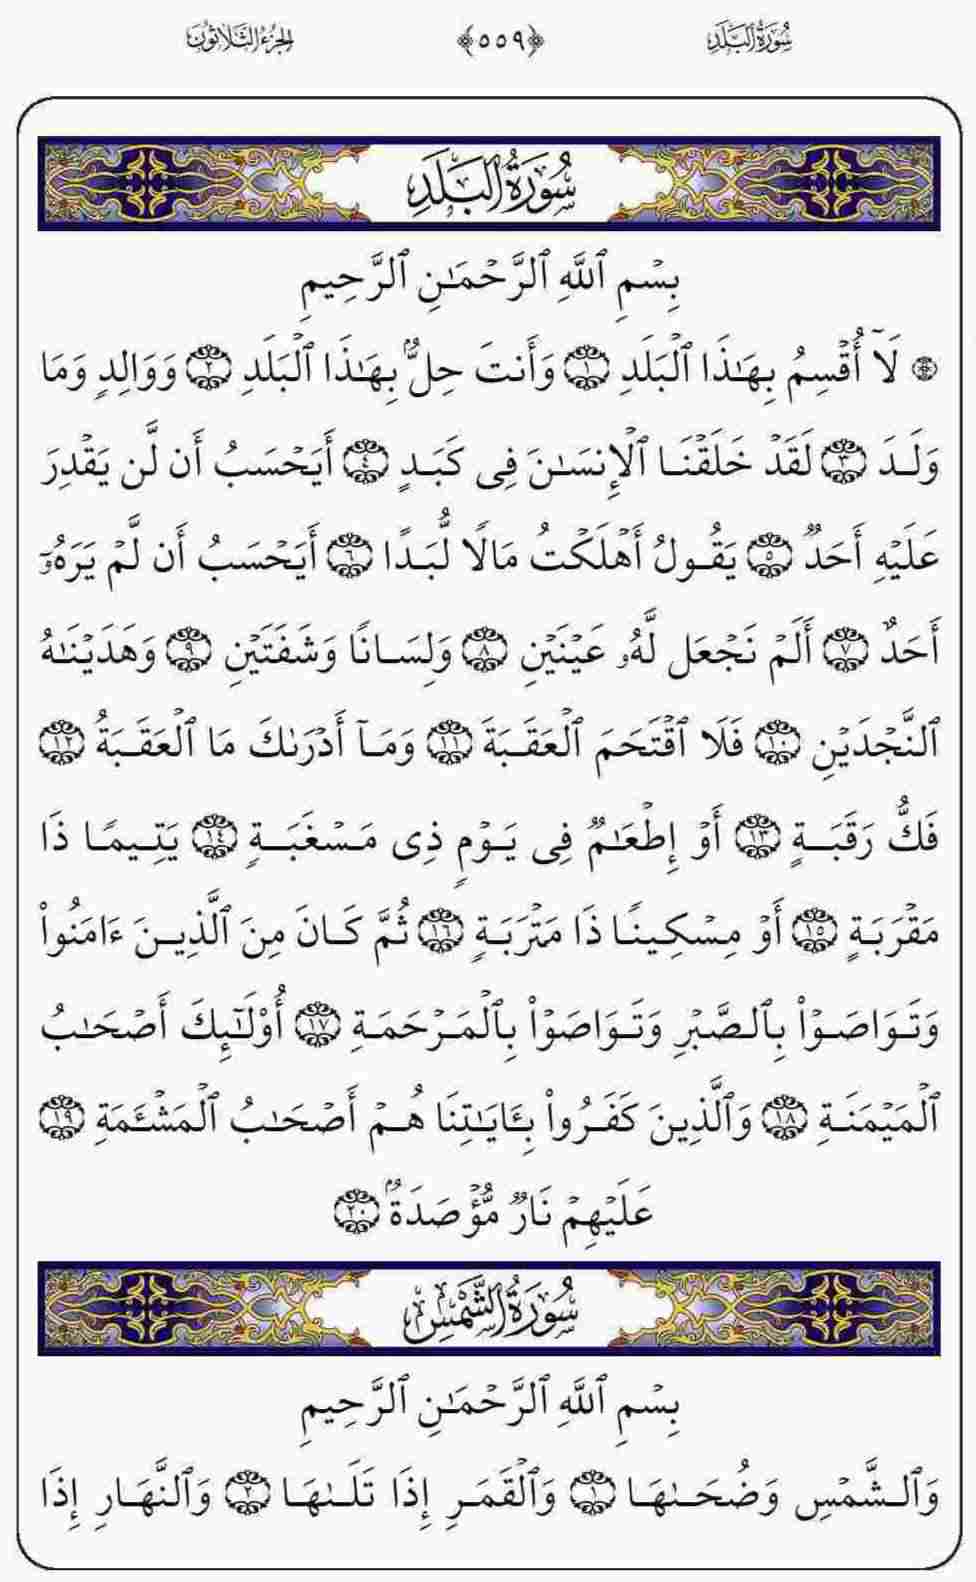 سُورَةُ البَلَدِ ﴿٥٥٩﴾ الجُزْءُ الثَّلَاثُونَ
سُورَةُ البَلَدِ
بِسۡمِ ٱللَّهِ ٱلرَّحۡمَـٰنِ ٱلرَّحِيمِ
۞ لَآ أُقۡسِمُ بِهَـٰذَا ٱلۡبَلَدِ ١ وَأَنتَ حِلُّۢ بِهَـٰذَا ٱلۡبَلَدِ ٢ وَوَالِدٍ وَمَا
وَلَدَ ٣ لَقَدۡ خَلَقۡنَا ٱلۡإِنسَـٰنَ فِى كَبَدٍ ٤ أَيَحۡسَبُ أَن لَّن يَقۡدِرَ
عَلَيۡهِ أَحَدٌ ٥ يَقُولُ أَهۡلَكۡتُ مَالًا لُّبَدًا ٦ أَيَحۡسَبُ أَن لَّمۡ يَرَهُۥٓ
أَحَدٌ ٧ أَلَمۡ نَجۡعَل لَّهُۥ عَيۡنَيۡنِ ٨ وَلِسَانًا وَشَفَتَيۡنِ ٩ وَهَدَيۡنَـٰهُ
ٱلنَّجۡدَيۡنِ ١٠ فَلَا ٱقۡتَحَمَ ٱلۡعَقَبَةَ ١١ وَمَآ أَدۡرَىٰكَ مَا ٱلۡعَقَبَةُ ١٢
فَكُّ رَقَبَةٍ ١٣ أَوۡ إِطۡعَـٰمٌ فِى يَوۡمٍ ذِى مَسۡغَبَةٍ ١٤ يَتِيمًا ذَا
مَقۡرَبَةٍ ١٥ أَوۡ مِسۡكِينًا ذَا مَتۡرَبَةٍ ١٦ ثُمَّ كَانَ مِنَ ٱلَّذِينَ ءَامَنُواْ
وَتَوَاصَوۡاْ بِٱلصَّبۡرِ وَتَوَاصَوۡاْ بِٱلۡمَرۡحَمَةِ ١٧ أُوْلَـٰٓئِكَ أَصۡحَـٰبُ
ٱلۡمَيۡمَنَةِ ١٨ وَٱلَّذِينَ كَفَرُواْ بِـَٔايَـٰتِنَا هُمۡ أَصۡحَـٰبُ ٱلۡمَشۡـَٔمَةِ ١٩
عَلَيۡهِمۡ نَارٌ مُّؤۡصَدَةُۢ ٢٠
سُورَةُ الشَّمْسِ
بِسۡمِ ٱللَّهِ ٱلرَّحۡمَـٰنِ ٱلرَّحِيمِ
وَٱلشَّمۡسِ وَضُحَىٰهَا ١ وَٱلۡقَمَرِ إِذَا تَلَىٰهَا ٢ وَٱلنَّهَارِ إِذَا